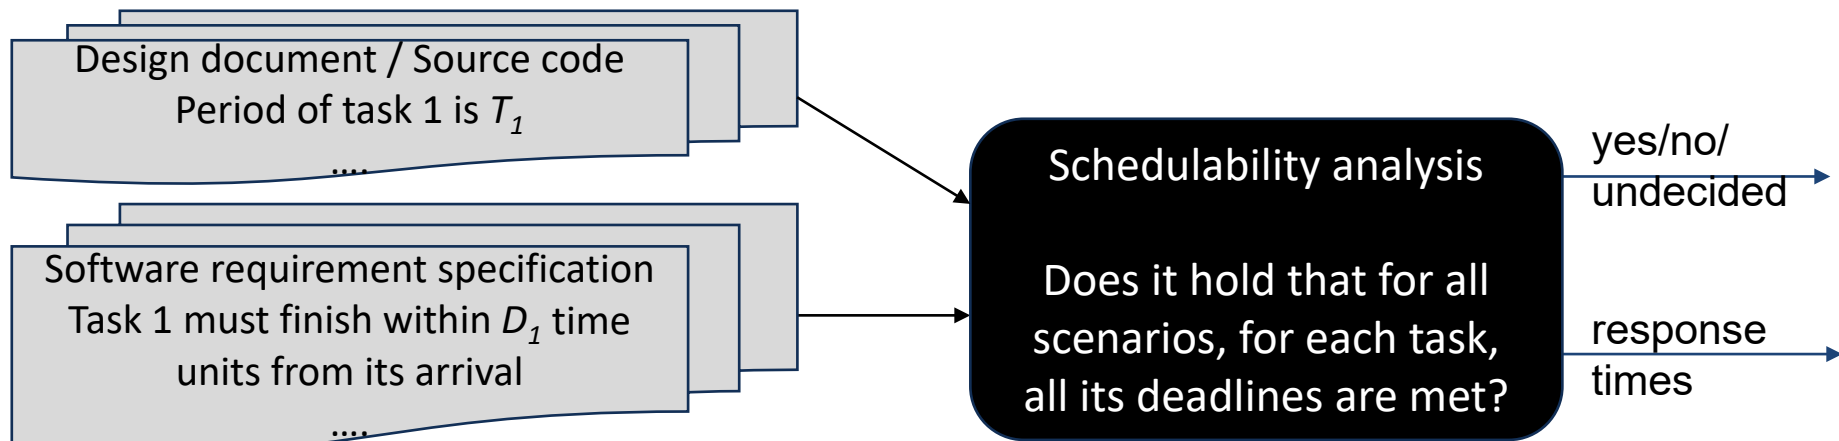 Design document / Source code
Period of task 1 is T1
....
Software requirement specification
Task 1 must finish within D1 time
units from its arrival
....
Schedulability analysis
Does it hold that for all
scenarios, for each task,
all its deadlines are met?
yes/no/
undecided
response
times